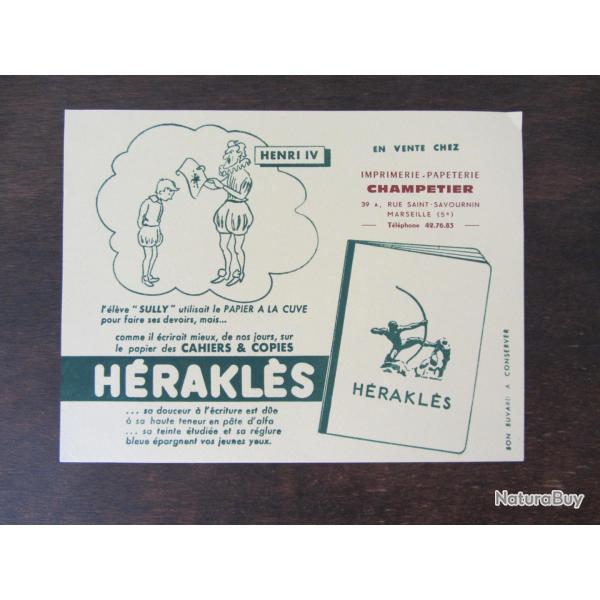 HENRI IV
EN VENTE CHEZ
IMPRIMERIE-PAPETERIE
CHAMPETIER
39 A, RUE SAINT-SAVOURNIN
MARSEILLE (5e)
Téléphone 42.76.83
l'élève "SULLY" utilisait le PAPIER A LA CUVE
pour faire ses devoirs, mais...
comme il écrirait mieux, de nos jours, sur
le papier des CAHIERS & COPIES
HÉRAKLÈS
... sa douceur à l'écriture est dûe
à sa haute teneur en pâte d'alfa
... sa teinte étudiée et sa réglure
bleue épargnent vos jeunes yeux.
HÉRAKLÈS
BON BUVARD A CONSERVER
NaturaBuy